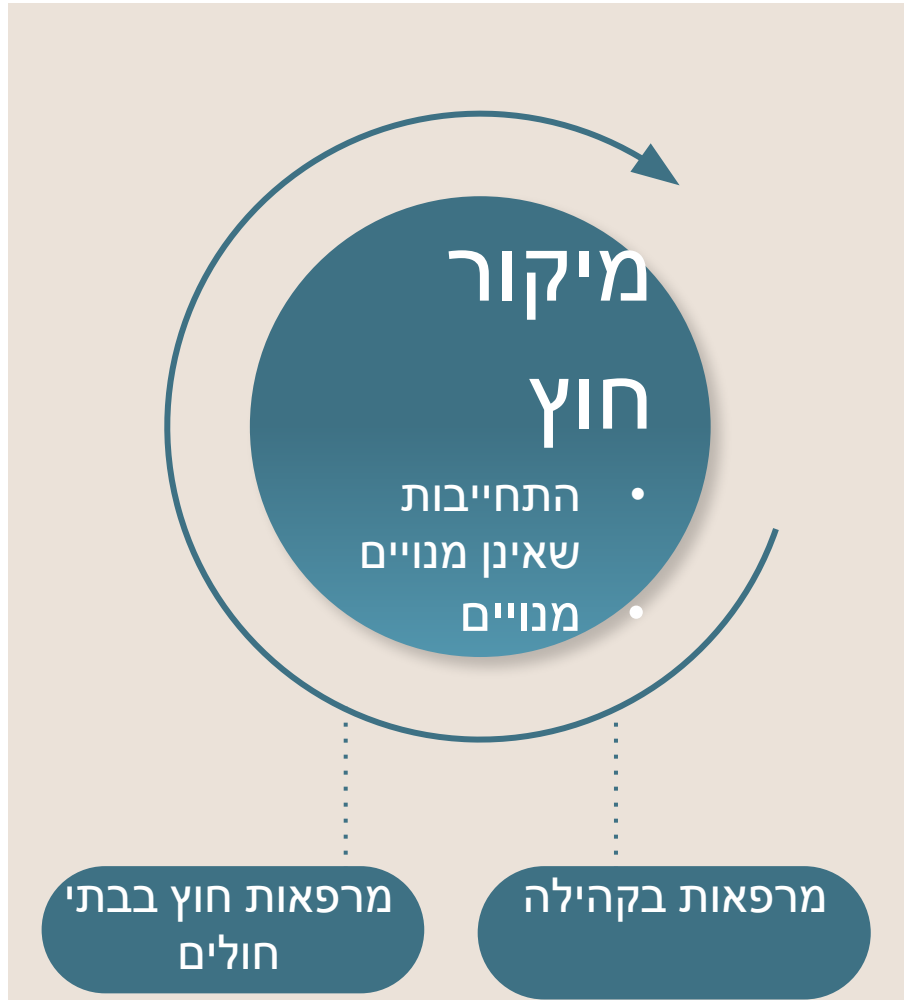 מיקור
חוץ
• התחייבות
שאינן מנויים
• מנויים
מרפאות בקהילה
מרפאות חוץ בבתי
חולים